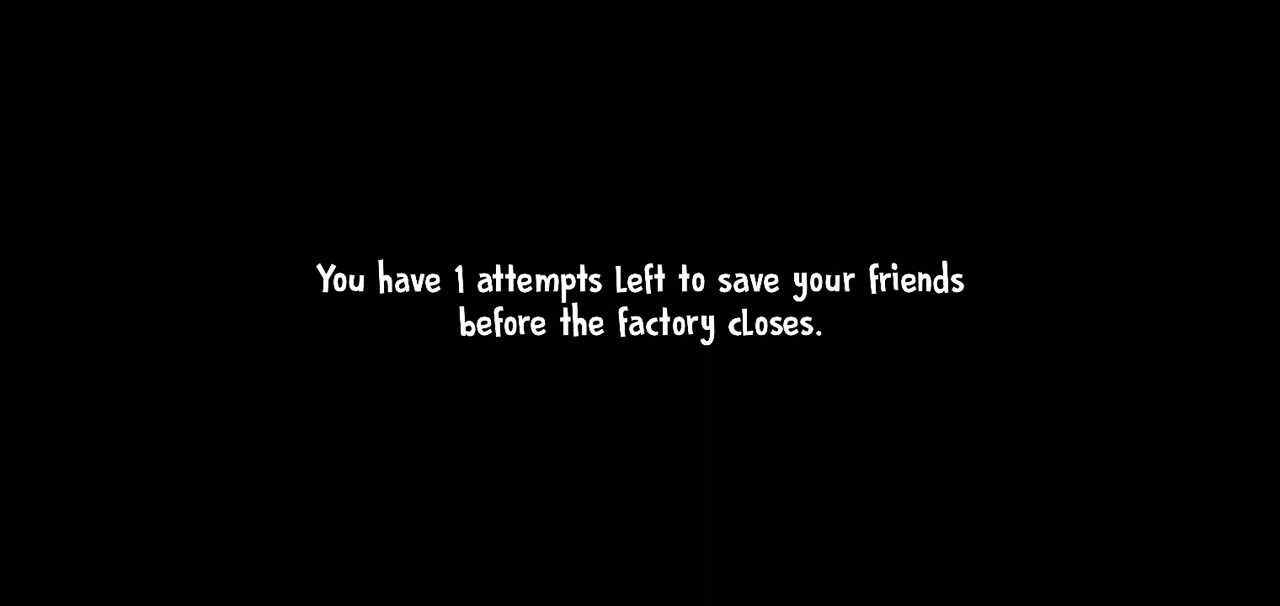 You have 1 attempts left to save your friends
before the factory closes.